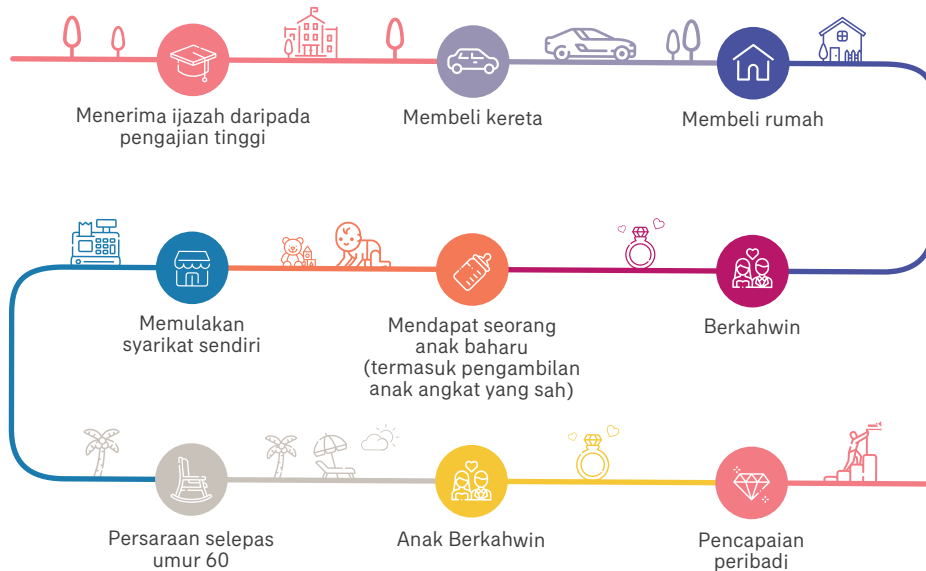 Menerima ijazah daripada
pengajian tinggi
Membeli kereta
Membeli rumah
Berkahwin
Mendapat seorang
anak baharu
(termasuk pengambilan
anak angkat yang sah)
Memulakan
syarikat sendiri
Persaraan selepas
umur 60
Anak Berkahwin
Pencapaian
peribadi